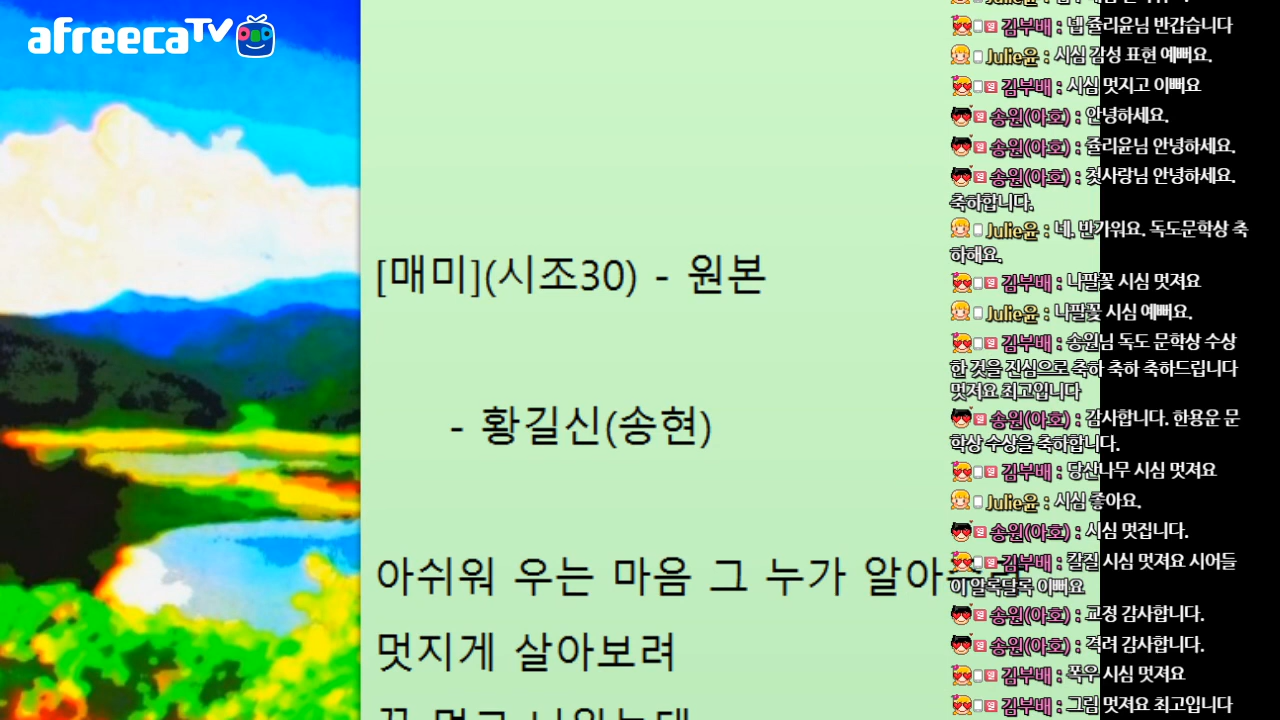 afreecaTV
[매미](시조30) - 원본
- 황길신(송현)
아쉬워 우는 마음 그 누가 알아
멋지게 살아보려
김부배 : 넵 쥴리윤님 반갑습니다
Julie윤 : 시심 감성 표현 예뻐요.
김부배 : 시심 멋지고 이뻐요
송원(아호) : 안녕하세요.
송원(아호) : 쥴리윤님 안녕하세요.
송원(아호) : 첫사랑님 안녕하세요.
축하합니다.
Julie윤 : 네. 반가워요. 독도문학상 축
하해요.
김부배 : 나팔꽃 시심 멋져요
Julie윤 : 나팔꽃 시심 예뻐요.
김부배 : 송원님 독도 문학상 수상
한 것을 진심으로 축하 축하 축하드립니다
멋져요 최고입니다
송원(아호) : 감사합니다. 한용운 문
학상 수상을 축하합니다.
김부배 : 당산나무 시심 멋져요
Julie윤 : 시심 좋아요.
송원(아호) : 시심 멋집니다.
김부배 : 칼질 시심 멋져요 시어들
이 알록달록 이뻐요
송원(아호) : 교정 감사합니다.
송원(아호) : 격려 감사합니다.
김부배 : 폭우 시심 멋져요
김부배 : 그럼 멋져요 최고입니다